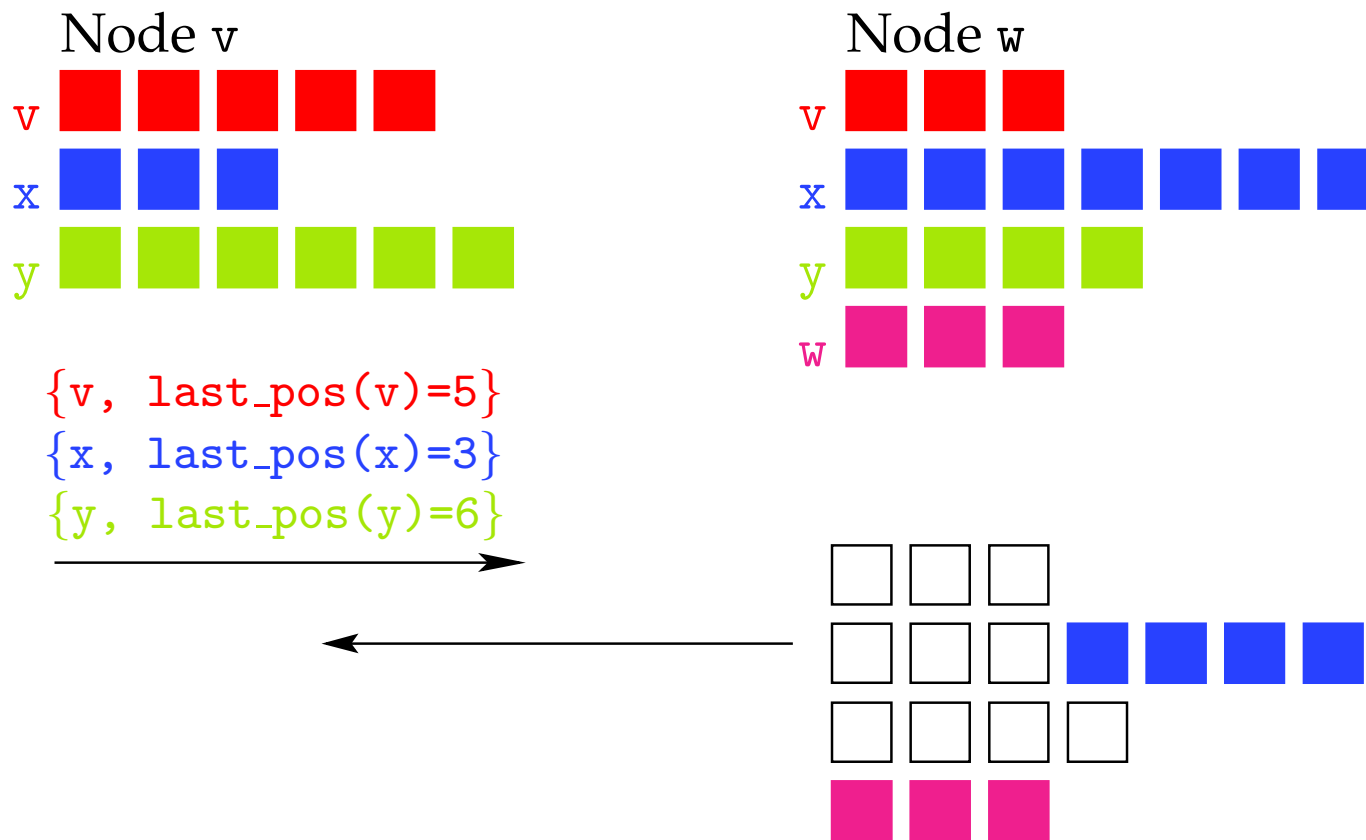 Node v
v
x
y
Node w
v
x
y
w
{v, last_pos(v)=5}
{x, last_pos(x)=3}
{y, last_pos(y)=6}